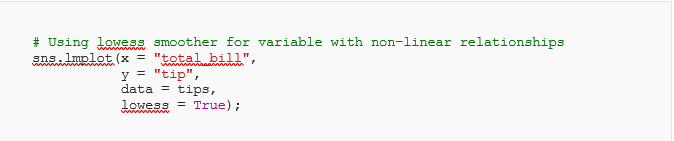 # Using lowess smoother for variable with non-linear relationships
sns.lmplot(x = "total_bill",
y = "tip",
data = tips,
lowess = True);